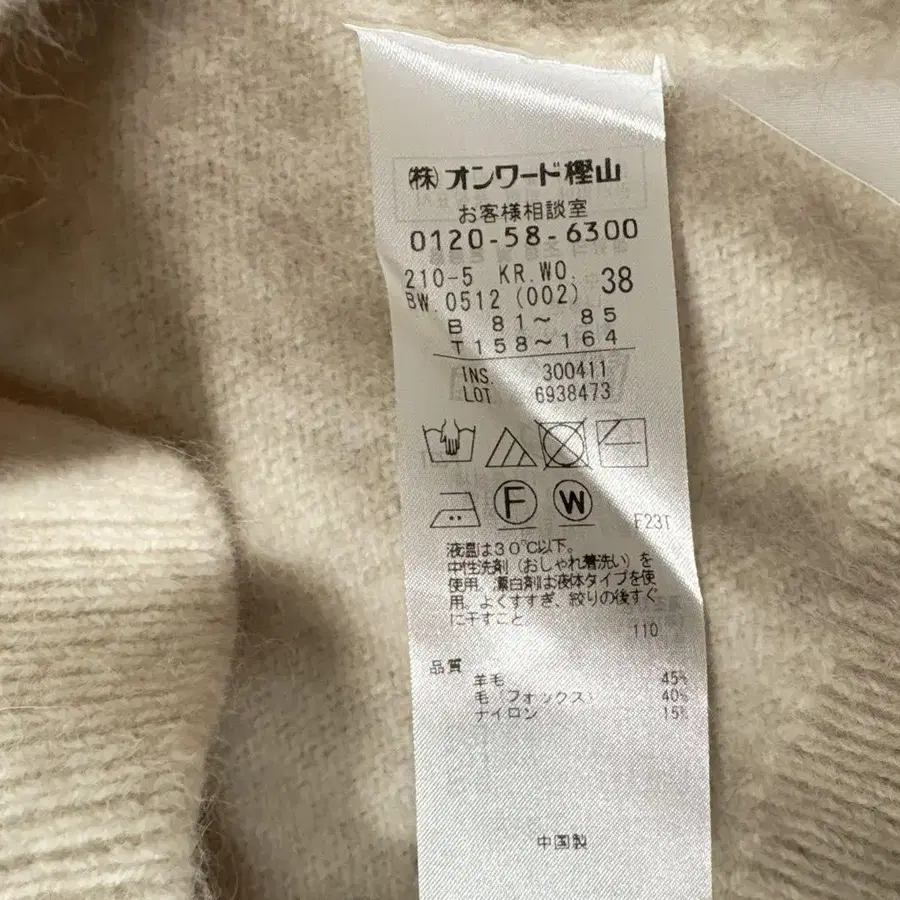 ㈱オンワード樫山
お客様相談室
0120-58-6300
210-5 KR.WO. 38
BW.0512 (002)
B 81～ 85
T158～164
INS. 300411
LOT 6938473
F W
F23T
液温は30℃以下。
中性洗剤（おしゃれ着洗い）を
使用。漂白剤は液体タイプを使
用。よくすすぎ、絞りの後すぐ
に干すこと
110
品質
羊毛 45%
毛（フォックス） 40%
ナイロン 15%
中国製